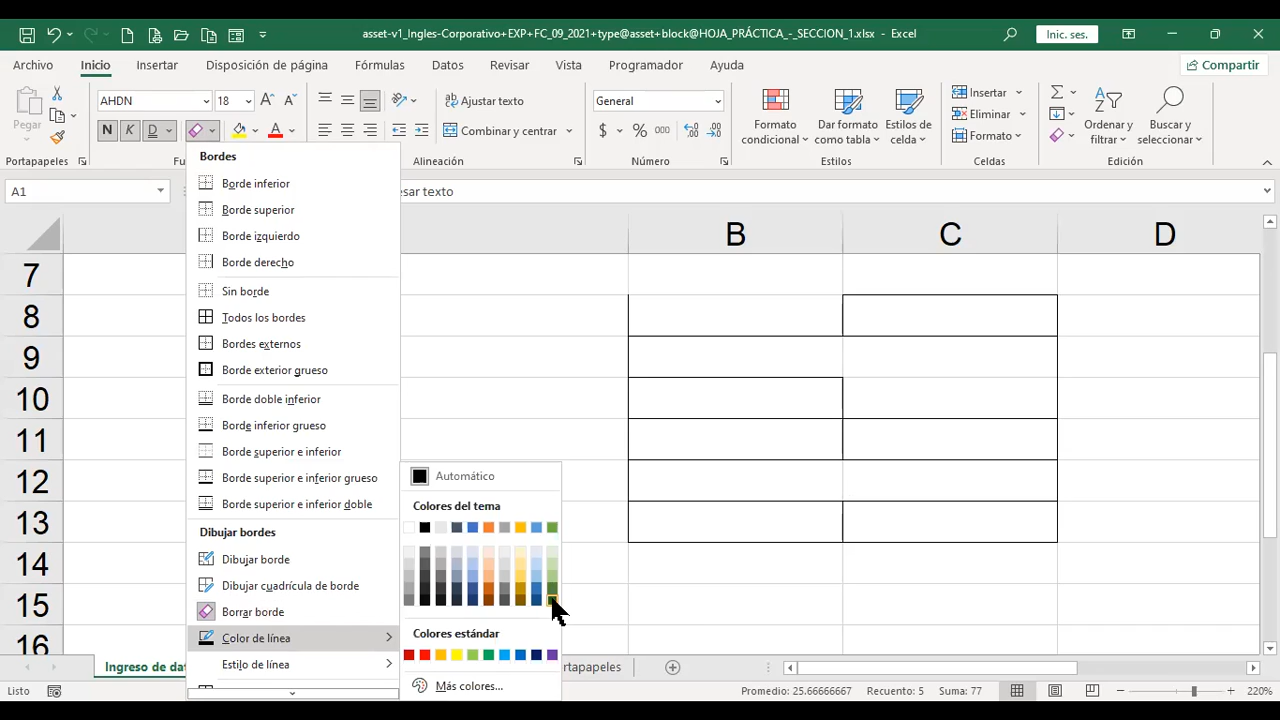 asset-v1_Ingles-Corporativo+EXP+FC_09_2021+type@asset+block@HOJA_PRÁCTICA_-_SECCION_1.xlsx - Excel
Inic. ses.
Archivo Inicio Insertar Disposición de página Fórmulas Datos Revisar Vista Programador Ayuda Compartir
Pegar
AHDN 18
N K D
Ajustar texto
Combinar y centrar
General
$ % 000
Formato condicional
Dar formato como tabla
Estilos de celda
Insertar
Eliminar
Formato
Ordenar y filtrar
Buscar y seleccionar
Portapapeles Fu Alineación Número Estilos Celdas Edición
A1 esar texto
B C D
7
8
9
10
11
12
13
14
15
16
Bordes
Borde inferior
Borde superior
Borde izquierdo
Borde derecho
Sin borde
Todos los bordes
Bordes externos
Borde exterior grueso
Borde doble inferior
Borde inferior grueso
Borde superior e inferior
Borde superior e inferior grueso
Borde superior e inferior doble
Dibujar bordes
Dibujar borde
Dibujar cuadrícula de borde
Borrar borde
Color de línea
Estilo de línea
Automático
Colores del tema
Colores estándar
Más colores...
Ingreso de dat rtapapeles
Listo Promedio: 25.66666667 Recuento: 5 Suma: 77 220%